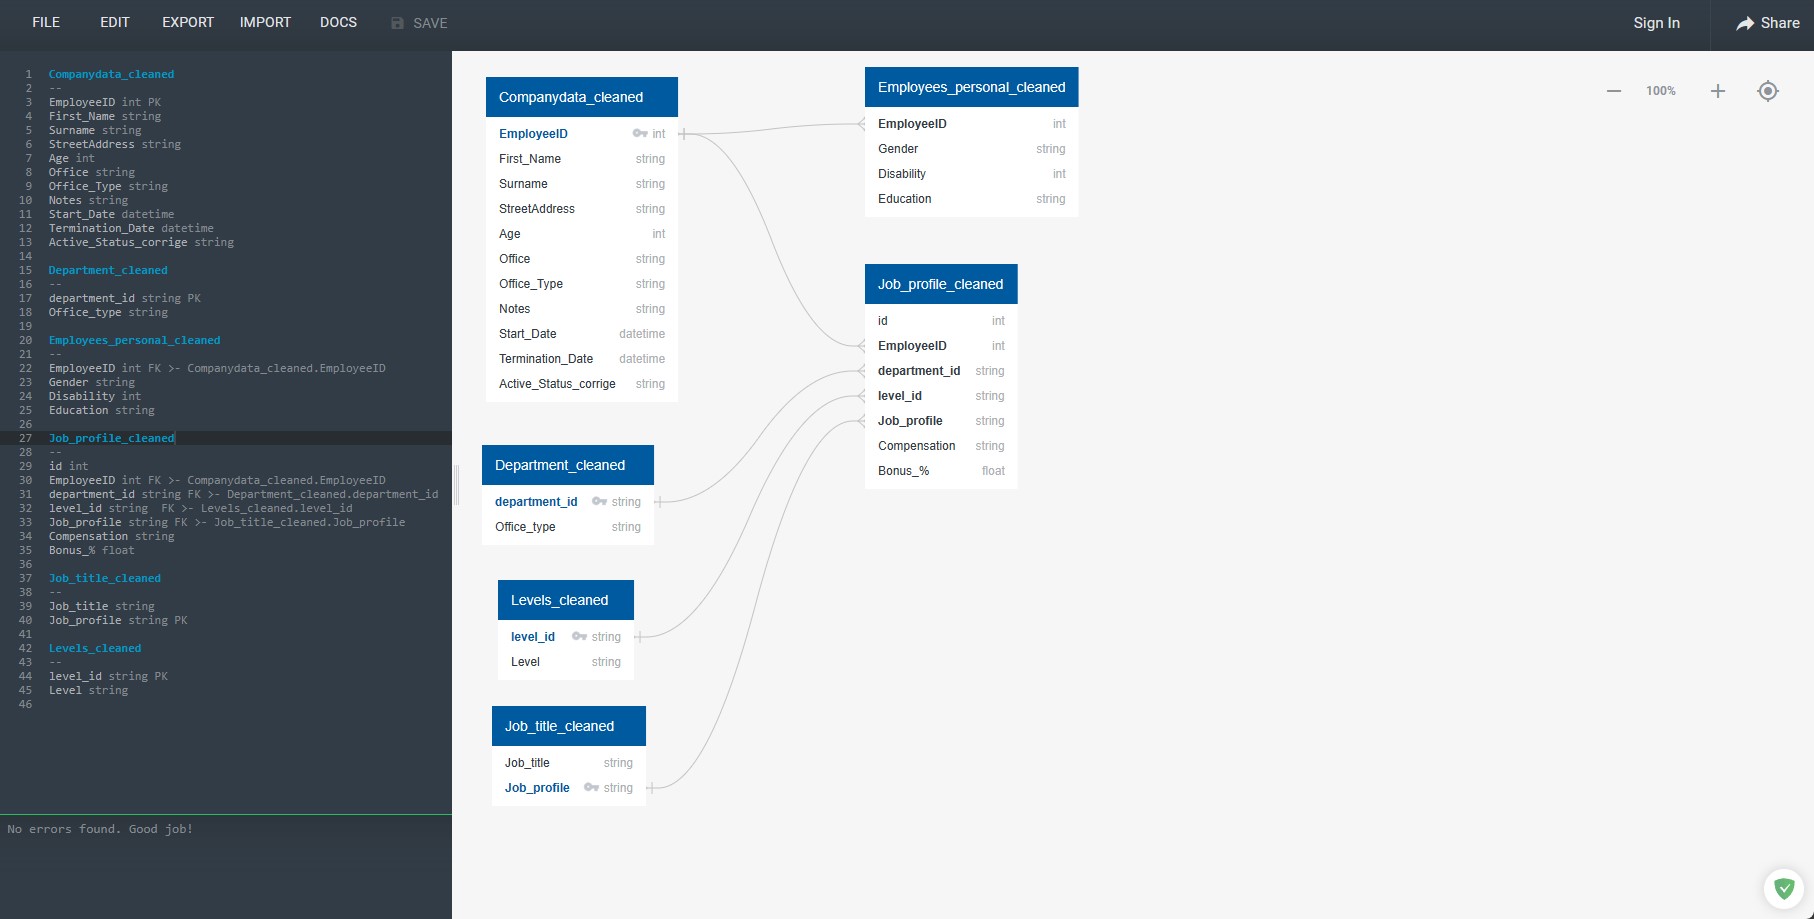 FILE EDIT EXPORT IMPORT DOCS SAVE Sign In Share
1 Companydata_cleaned
2 --
3 EmployeeID int PK
4 First_Name string
5 Surname string
6 StreetAddress string
7 Age int
8 Office string
9 Office_Type string
10 Notes string
11 Start_Date datetime
12 Termination_Date datetime
13 Active_Status_corrige string
14
15 Department_cleaned
16 --
17 department_id string PK
18 Office_type string
19
20 Employees_personal_cleaned
21 --
22 EmployeeID int FK >- Companydata_cleaned.EmployeeID
23 Gender string
24 Disability int
25 Education string
26
27 Job_profile_cleaned
28 --
29 id int
30 EmployeeID int FK >- Companydata_cleaned.EmployeeID
31 department_id string FK >- Department_cleaned.department_id
32 level_id string  FK >- Levels_cleaned.level_id
33 Job_profile string FK >- Job_title_cleaned.Job_profile
34 Compensation string
35 Bonus_% float
36
37 Job_title_cleaned
38 --
39 Job_title string
40 Job_profile string PK
41
42 Levels_cleaned
43 --
44 level_id string PK
45 Level string
46
No errors found. Good job!
Companydata_cleaned
EmployeeID int
First_Name string
Surname string
StreetAddress string
Age int
Office string
Office_Type string
Notes string
Start_Date datetime
Termination_Date datetime
Active_Status_corrige string
Department_cleaned
department_id string
Office_type string
Levels_cleaned
level_id string
Level string
Job_title_cleaned
Job_title string
Job_profile string
Employees_personal_cleaned
EmployeeID int
Gender string
Disability int
Education string
Job_profile_cleaned
id int
EmployeeID int
department_id string
level_id string
Job_profile string
Compensation string
Bonus_% float
100%